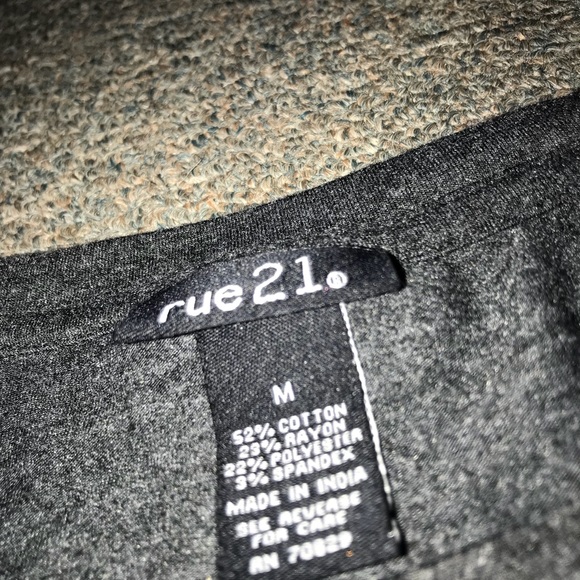 rue21
M
52% COTTON
23% RAYON
22% POLYESTER
3% SPANDEX
MADE IN INDIA
SEE REVERSE
FOR CARE
RN 70829